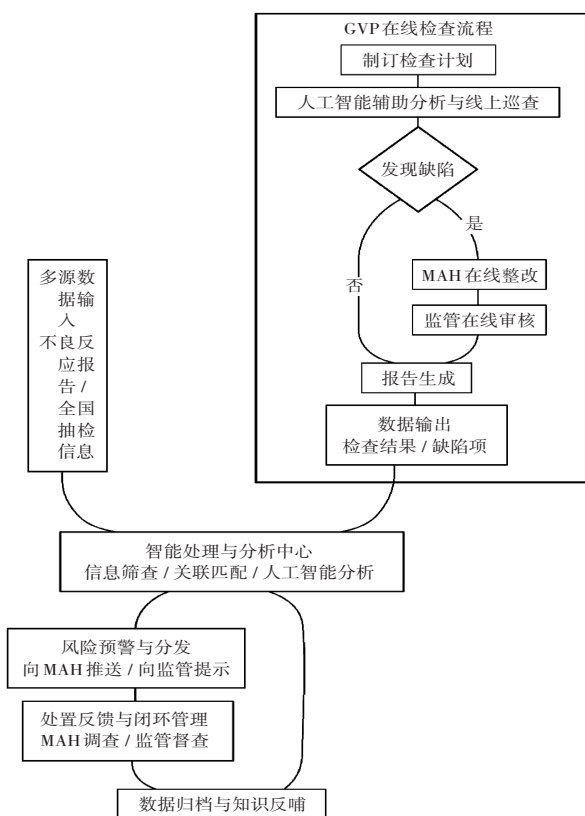 GVP在线检查流程
制订检查计划
人工智能辅助分析与线上巡查
发现缺陷
是
否
MAH在线整改
监管在线审核
报告生成
数据输出
检查结果/缺陷项
多源数
据输
入
不良反
应报
告/
全国
抽检
信息
智能处理与分析中心
信息筛查/关联匹配/人工智能分析
风险预警与分发
向MAH推送/向监管提示
处置反馈与闭环管理
MAH调查/监管督查
数据归档与知识反哺